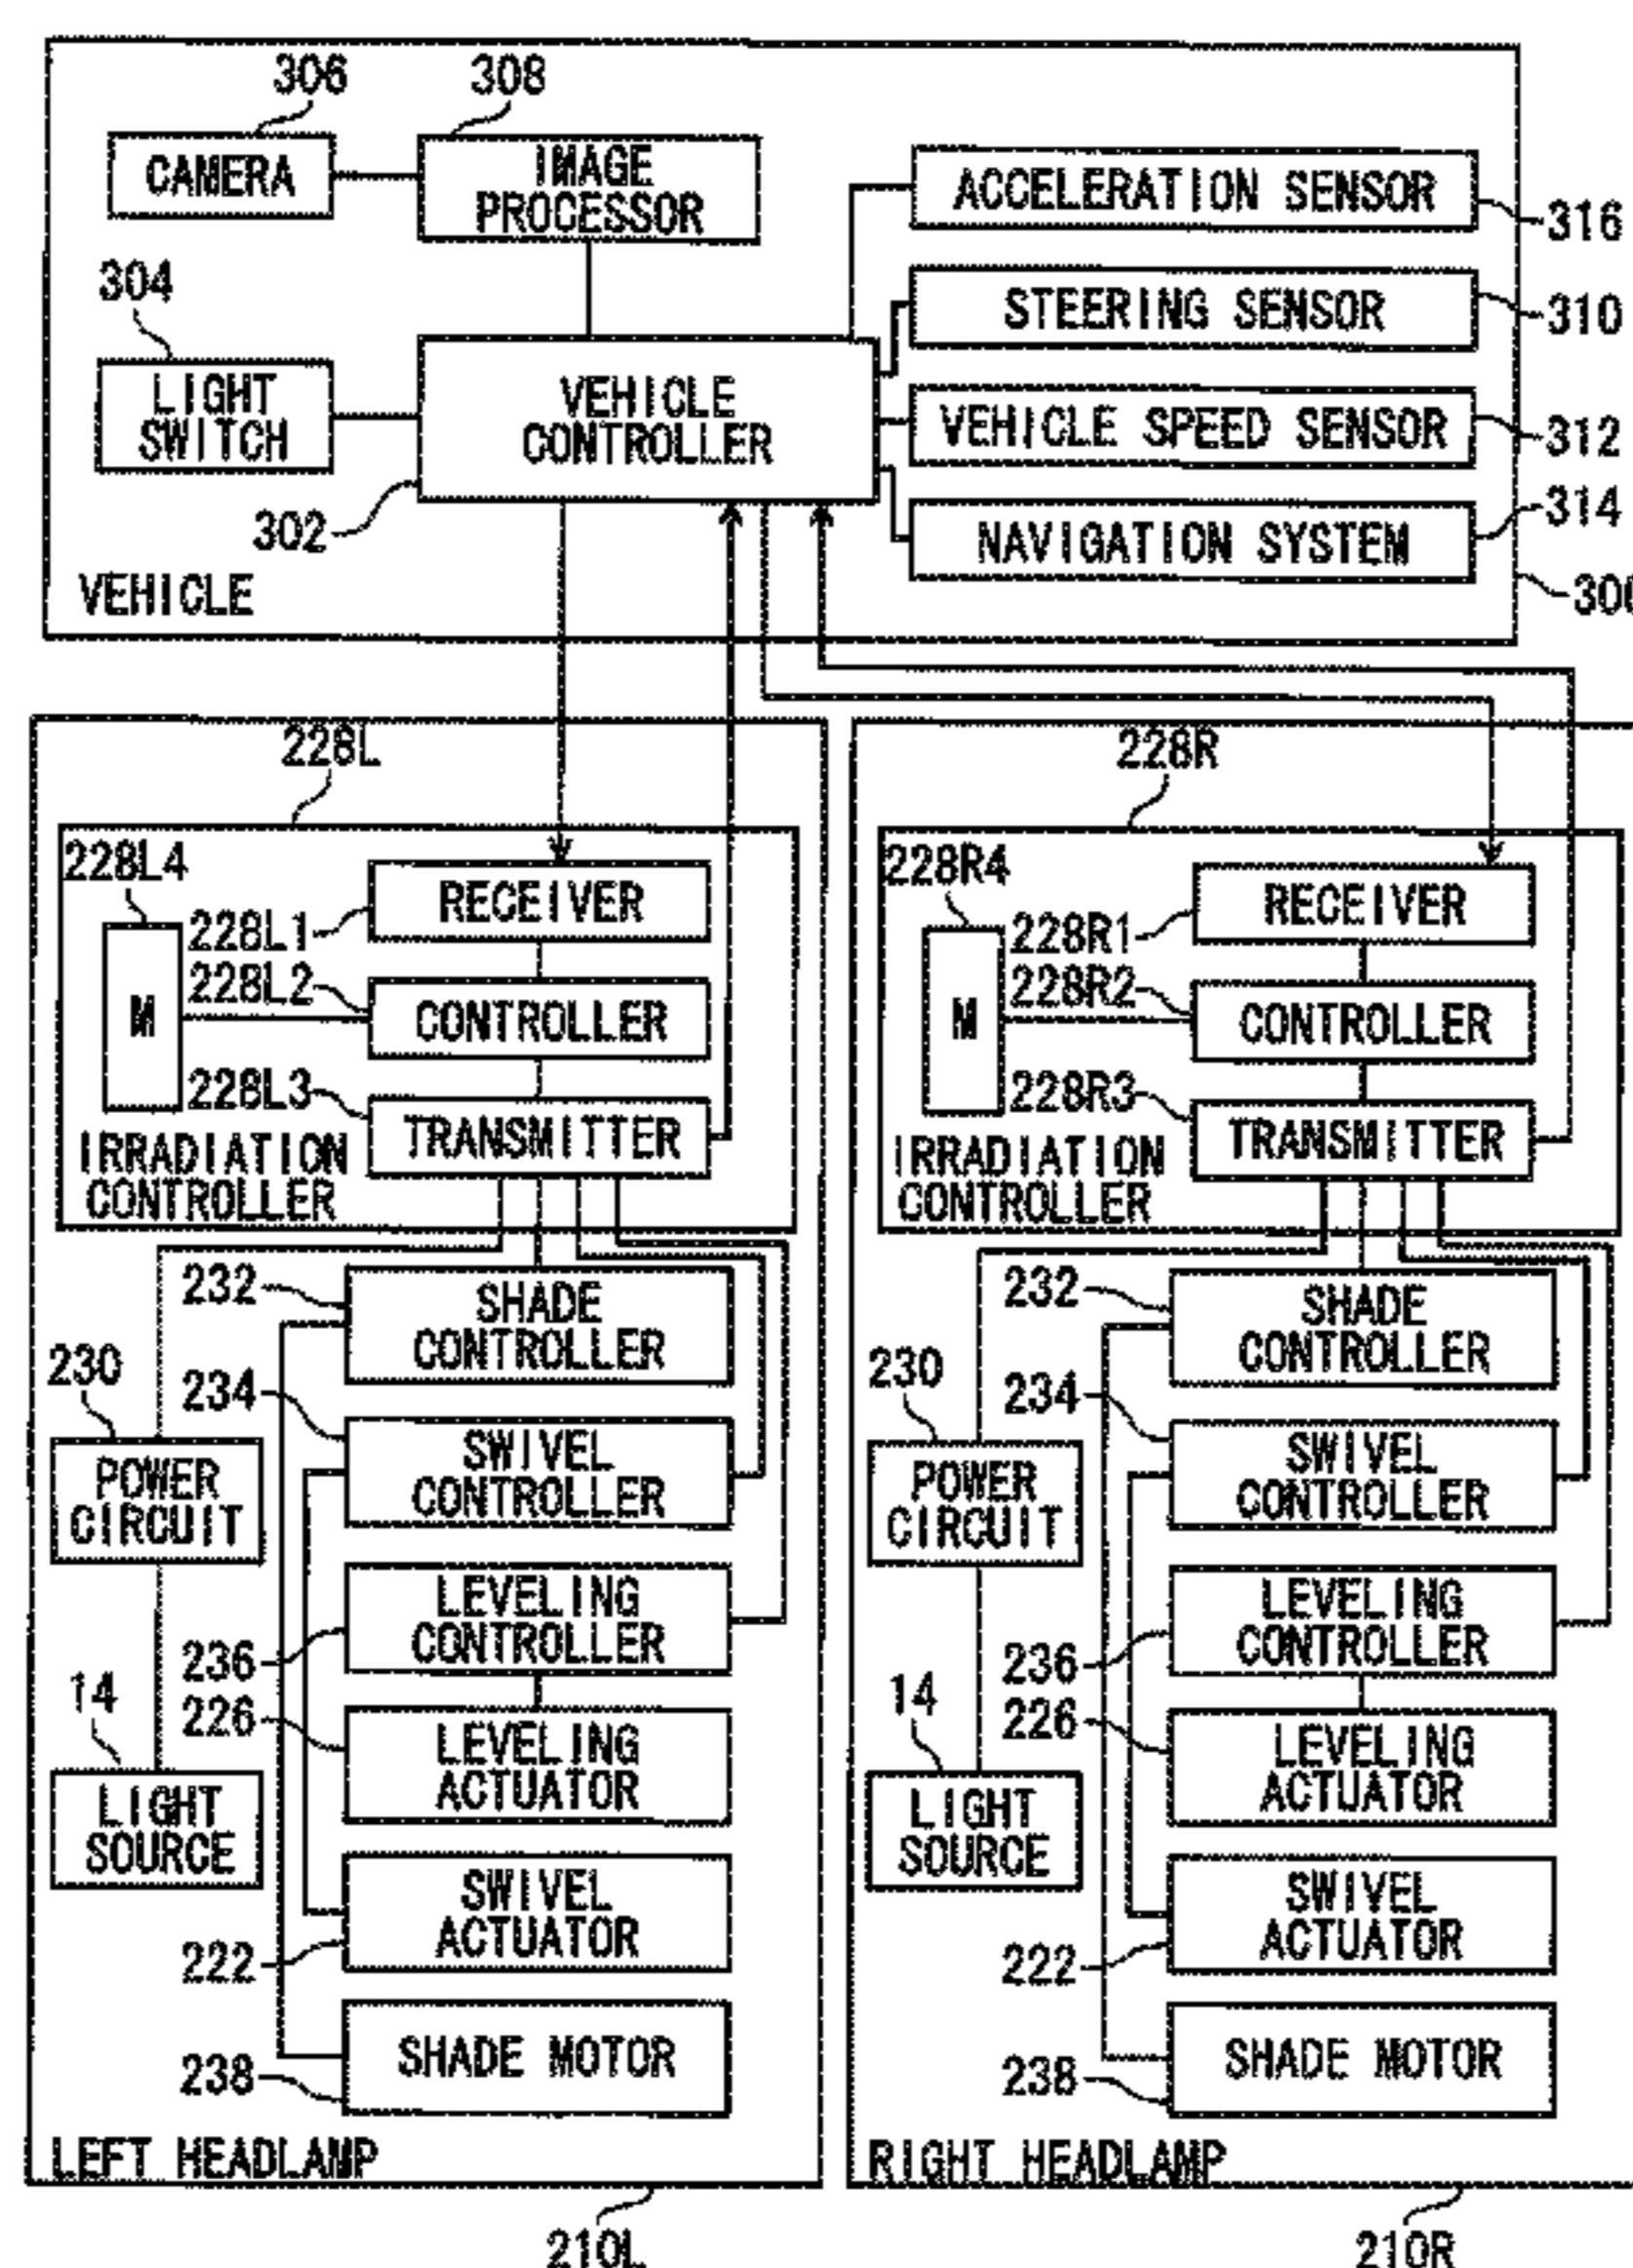 306
308
CAMERA
IMAGE
PROCESSOR
ACCELERATION SENSOR
316
304
STEERING SENSOR
310
LIGHT
SWITCH
VEHICLE
CONTROLLER
VEHICLE SPEED SENSOR
312
302
NAVIGATION SYSTEM
314
VEHICLE
300
228L
228L4
228L1
RECEIVER
228L2
M
CONTROLLER
228L3
TRANSMITTER
IRRADIATION
CONTROLLER
232
SHADE
CONTROLLER
230
234
POWER
CIRCUIT
SWIVEL
CONTROLLER
LEVELING
CONTROLLER
236
14
226
LIGHT
SOURCE
LEVELING
ACTUATOR
SWIVEL
ACTUATOR
222
SHADE MOTOR
238
LEFT HEADLAMP
210L
228R
228R4
228R1
RECEIVER
228R2
M
CONTROLLER
228R3
TRANSMITTER
IRRADIATION
CONTROLLER
232
SHADE
CONTROLLER
230
234
POWER
CIRCUIT
SWIVEL
CONTROLLER
LEVELING
CONTROLLER
236
14
226
LIGHT
SOURCE
LEVELING
ACTUATOR
SWIVEL
ACTUATOR
222
SHADE MOTOR
238
RIGHT HEADLAMP
210R